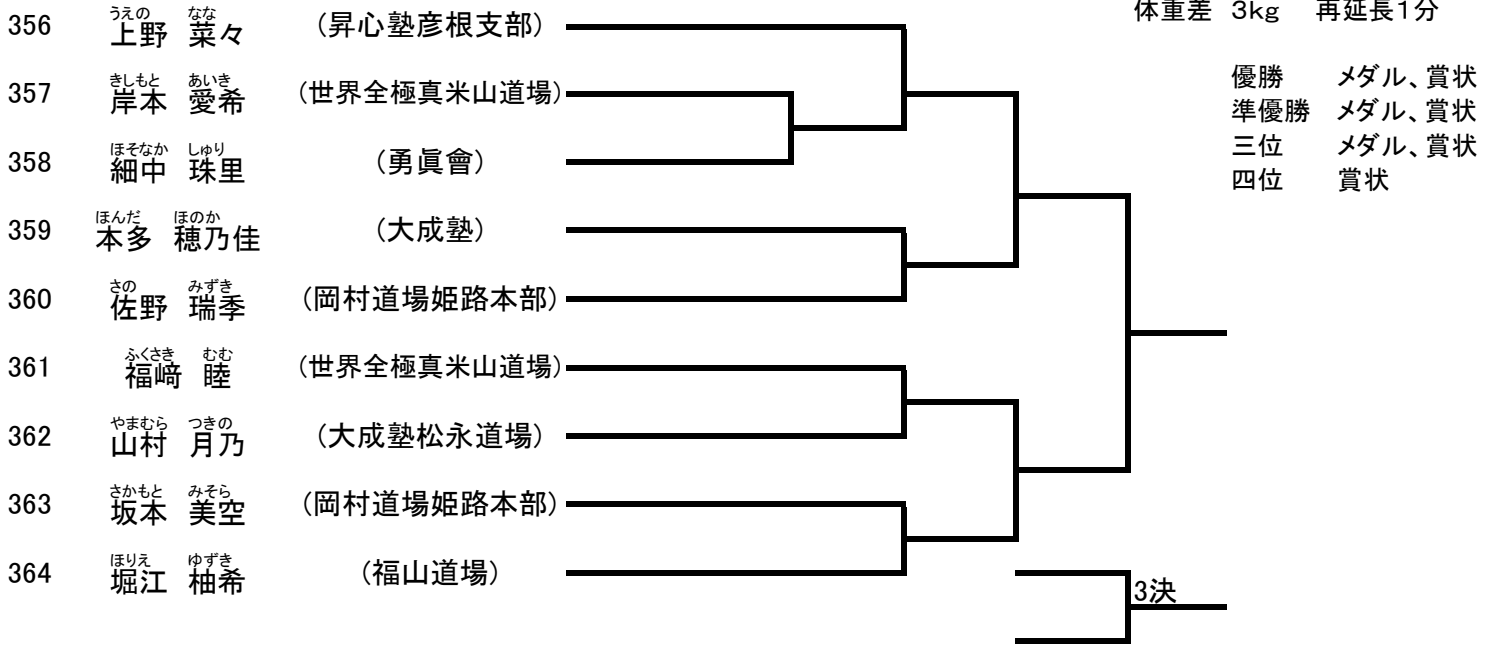 体重差 3kg 再延長1分
優勝 メダル、賞状
準優勝 メダル、賞状
三位 メダル、賞状
四位 賞状
うえの なな
356 上野 菜々 (昇心塾彦根支部)
きしもと あいき
357 岸本 愛希 (世界全極真米山道場)
ほそなか しゅり
358 細中 珠里 (勇眞會)
ほんだ ほのか
359 本多 穂乃佳 (大成塾)
さの みずき
360 佐野 瑞季 (岡村道場姫路本部)
ふくさき むむ
361 福﨑 睦 (世界全極真米山道場)
やまむら つきの
362 山村 月乃 (大成塾松永道場)
さかもと みそら
363 坂本 美空 (岡村道場姫路本部)
ほりえ ゆずき
364 堀江 柚希 (福山道場)
3決